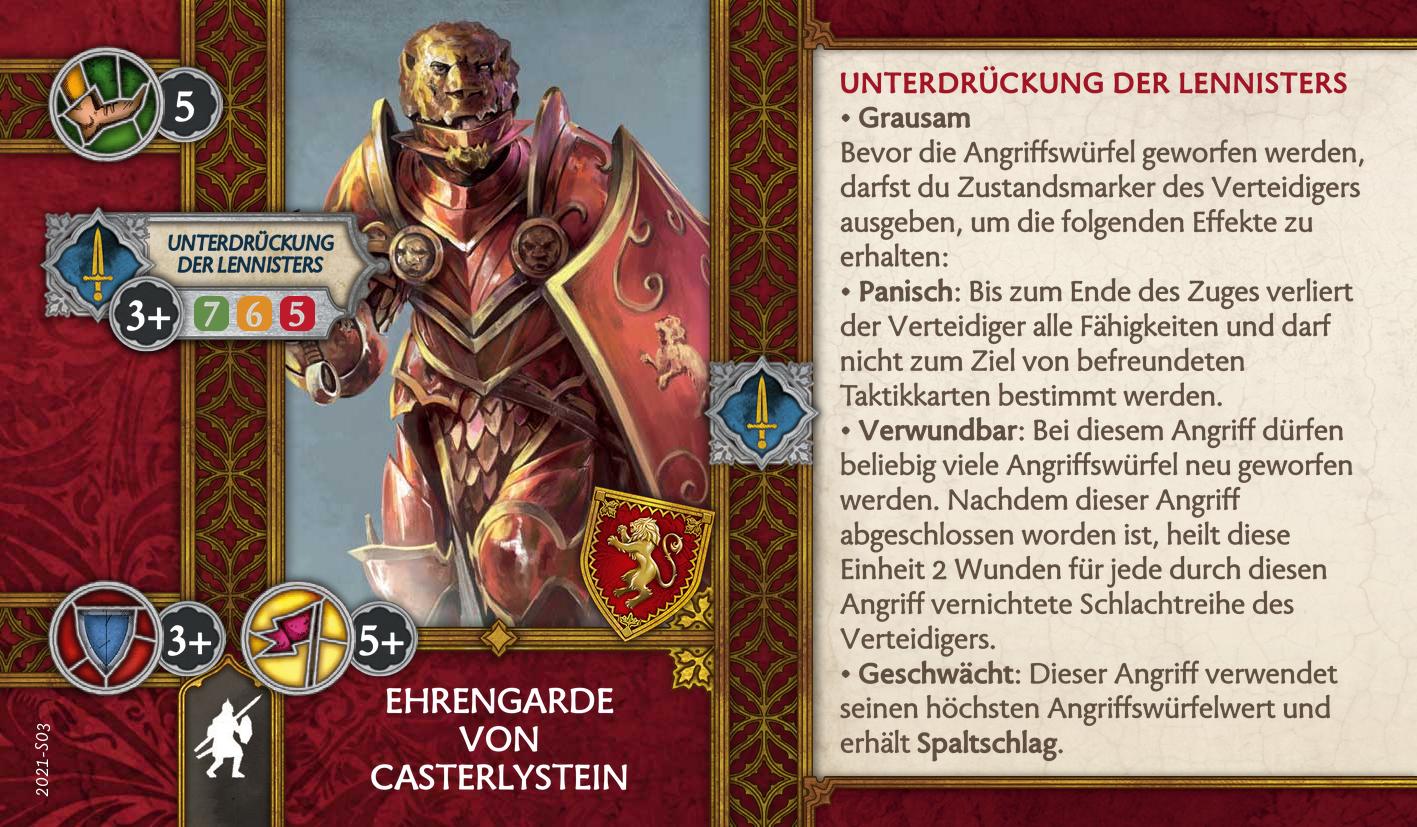 5
UNTERDRÜCKUNG
DER LENNISTERS
3+
7 6 5
3+
5+
EHRENGARDE
VON
CASTERLYSTEIN
2021-S03
UNTERDRÜCKUNG DER LENNISTERS
• Grausam
Bevor die Angriffswürfel geworfen werden,
darfst du Zustandsmarker des Verteidigers
ausgeben, um die folgenden Effekte zu
erhalten:
• Panisch: Bis zum Ende des Zuges verliert
der Verteidiger alle Fähigkeiten und darf
nicht zum Ziel von befreundeten
Taktikkarten bestimmt werden.
• Verwundbar: Bei diesem Angriff dürfen
beliebig viele Angriffswürfel neu geworfen
werden. Nachdem dieser Angriff
abgeschlossen worden ist, heilt diese
Einheit 2 Wunden für jede durch diesen
Angriff vernichtete Schlachtreihe des
Verteidigers.
• Geschwächt: Dieser Angriff verwendet
seinen höchsten Angriffswürfelwert und
erhält Spaltschlag.